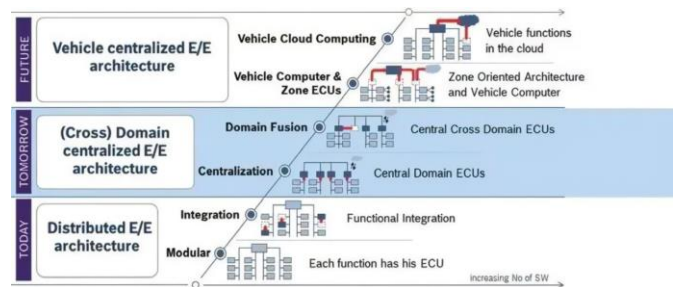 FUTURE
Vehicle centralized E/E
architecture
Vehicle Cloud Computing
Vehicle functions
in the cloud
Vehicle Computer &
Zone ECUs
Zone Oriented Architecture
and Vehicle Computer
TOMORROW
(Cross) Domain
centralized E/E
architecture
Domain Fusion
Central Cross Domain ECUs
Centralization
Central Domain ECUs
TODAY
Distributed E/E
architecture
Integration
Functional Integration
Modular
Each function has his ECU
increasing No of SW